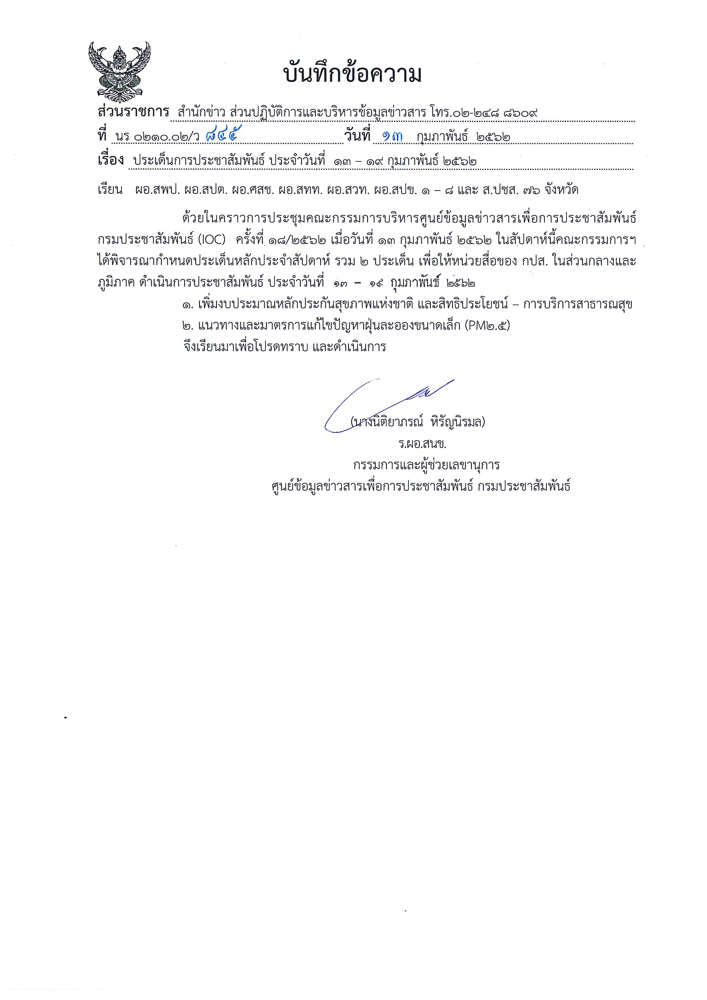 บันทึกข้อความ
ส่วนราชการ สำนักข่าว ส่วนปฏิบัติการและบริหารข้อมูลข่าวสาร โทร.๐๒-๒๔๘ ๘๖๐๙
ที่ นร ๐๒๑๐.๐๒/ว ๘๔๕ วันที่ ๑๓ กุมภาพันธ์ ๒๕๖๒
เรื่อง ประเด็นการประชาสัมพันธ์ ประจำวันที่ ๑๓ – ๑๙ กุมภาพันธ์ ๒๕๖๒
เรียน ผอ.สพป. ผอ.สปต. ผอ.ศสช. ผอ.สทท. ผอ.สวท. ผอ.สปข. ๑ – ๘ และ ส.ปชส. ๗๖ จังหวัด
ด้วยในคราวการประชุมคณะกรรมการบริหารศูนย์ข้อมูลข่าวสารเพื่อการประชาสัมพันธ์
กรมประชาสัมพันธ์ (IOC) ครั้งที่ ๑๘/๒๕๖๒ เมื่อวันที่ ๑๓ กุมภาพันธ์ ๒๕๖๒ ในสัปดาห์นี้คณะกรรมการฯ
ได้พิจารณากำหนดประเด็นหลักประจำสัปดาห์ รวม ๒ ประเด็น เพื่อให้หน่วยสื่อของ กปส. ในส่วนกลางและ
ภูมิภาค ดำเนินการประชาสัมพันธ์ ประจำวันที่ ๑๓ – ๑๙ กุมภาพันธ์ ๒๕๖๒
๑. เพิ่มงบประมาณหลักประกันสุขภาพแห่งชาติ และสิทธิประโยชน์ – การบริการสาธารณสุข
๒. แนวทางและมาตรการแก้ไขปัญหาฝุ่นละอองขนาดเล็ก (PM๒.๕)
จึงเรียนมาเพื่อโปรดทราบ และดำเนินการ
(นางนิติยาภรณ์ หิรัญนิรมล)
ร.ผอ.สนข.
กรรมการและผู้ช่วยเลขานุการ
ศูนย์ข้อมูลข่าวสารเพื่อการประชาสัมพันธ์ กรมประชาสัมพันธ์